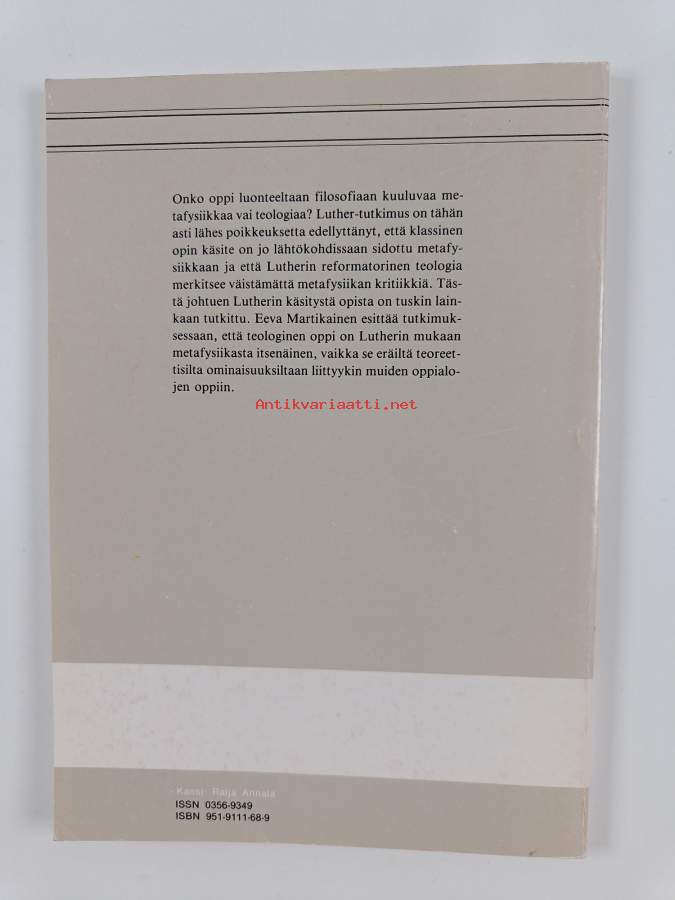 Onko oppi luonteeltaan filosofiaan kuuluvaa me-
tafysiikkaa vai teologiaa? Luther-tutkimus on tähän
asti lähes poikkeuksetta edellyttänyt, että klassinen
opin käsite on jo lähtökohdissaan sidottu metafy-
siikkaan ja että Lutherin reformatorinen teologia
merkitsee väistämättä metafysiikan kritiikkiä. Täs-
tä johtuen Lutherin käsitystä opista on tuskin lain-
kaan tutkittu. Eeva Martikainen esittää tutkimuk-
sessaan, että teologinen oppi on Lutherin mukaan
metafysiikasta itsenäinen, vaikka se eräiltä teoreet-
tisilta ominaisuuksiltaan liittyykin muiden oppialo-
jen oppiin.
Antikvariaatti.net
Kansi: Raija Annala
ISSN 0356-9349
ISBN 951-9111-68-9